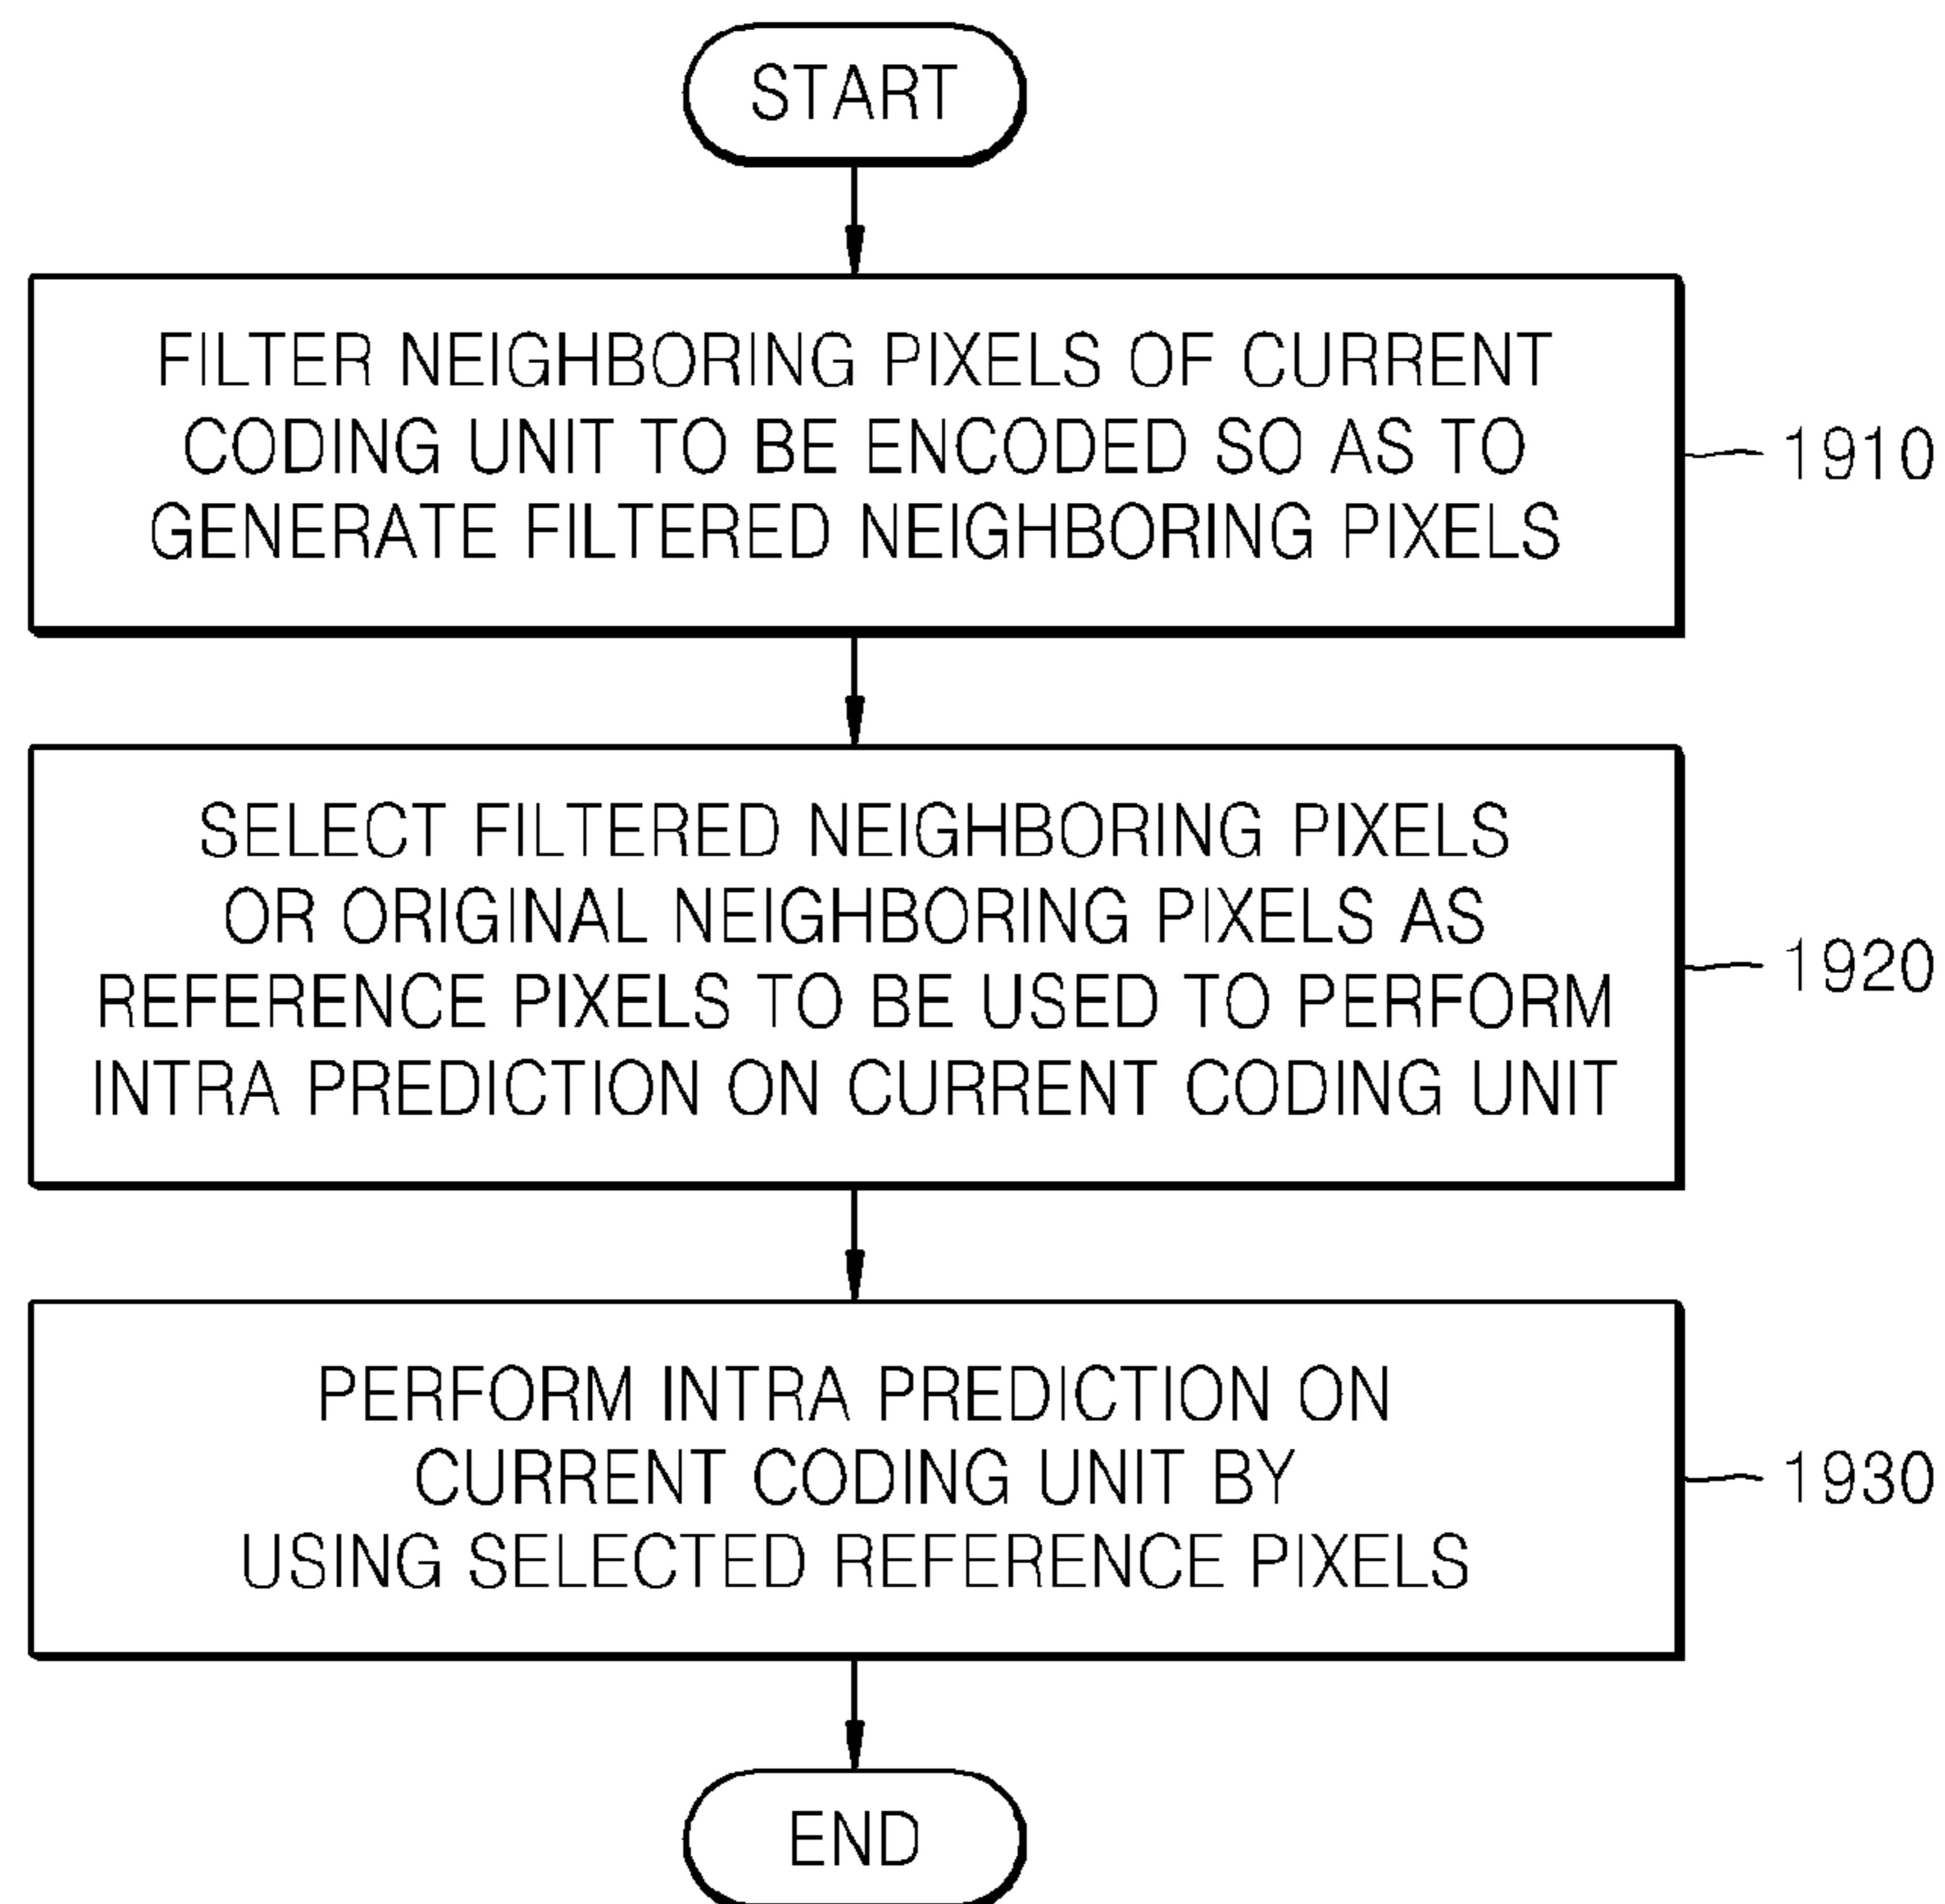 START
FILTER NEIGHBORING PIXELS OF CURRENT
CODING UNIT TO BE ENCODED SO AS TO
GENERATE FILTERED NEIGHBORING PIXELS
1910
SELECT FILTERED NEIGHBORING PIXELS
OR ORIGINAL NEIGHBORING PIXELS AS
REFERENCE PIXELS TO BE USED TO PERFORM
INTRA PREDICTION ON CURRENT CODING UNIT
1920
PERFORM INTRA PREDICTION ON
CURRENT CODING UNIT BY
USING SELECTED REFERENCE PIXELS
1930
END